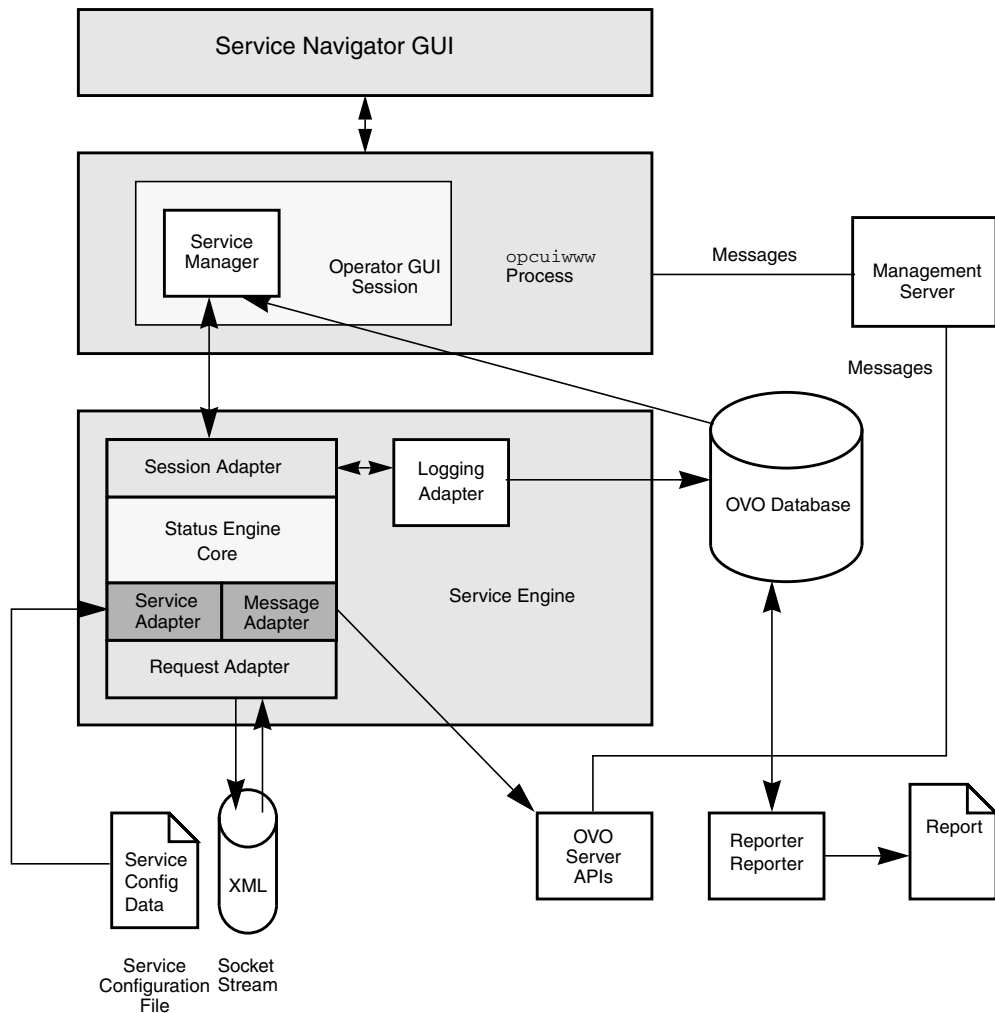 Service Navigator GUI
Service
Manager
Operator GUI
Session
opcuiwww
Process
Messages
Management
Server
Messages
Session Adapter
Logging
Adapter
OVO Database
Status Engine
Core
Service
Adapter
Message
Adapter
Service Engine
Request Adapter
Service
Config
Data
XML
OVO
Server
APIs
Reporter
Reporter
Report
Service
Configuration
File
Socket
Stream